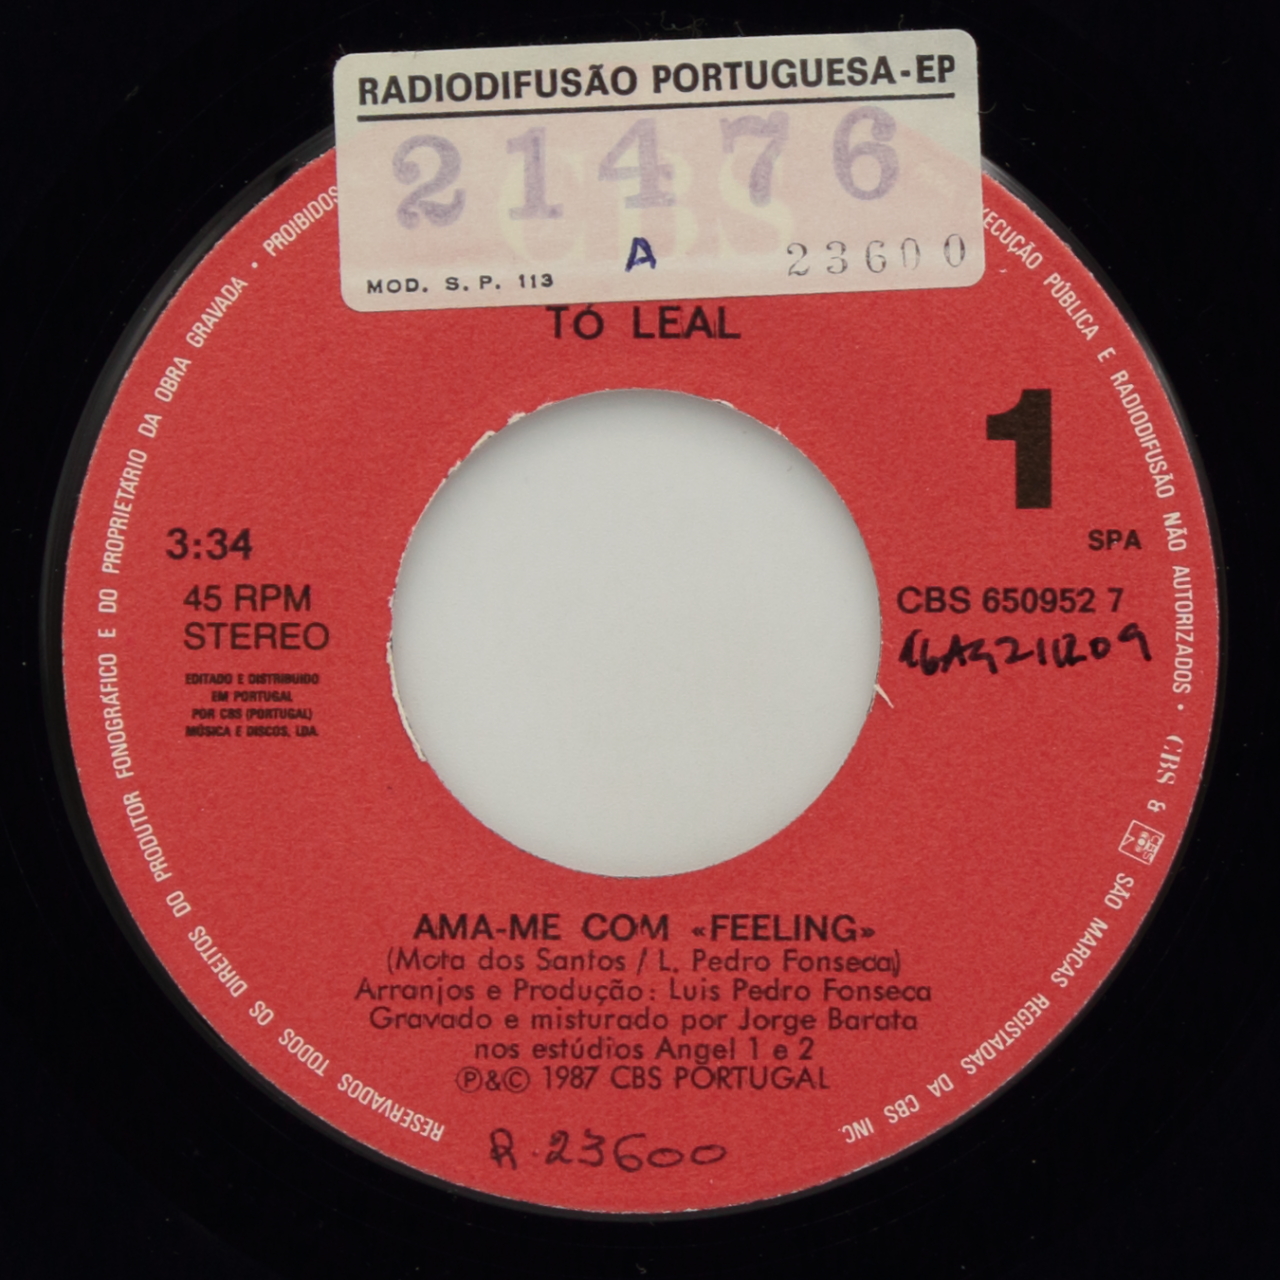 RADIODIFUSÃO PORTUGUESA-EP
21476
A
23600
MOD. S. P. 113
TÓ LEAL
1
3:34
SPA
45 RPM
CBS 650952 7
STEREO
EDITADO E DISTRIBUIDO
EM PORTUGAL
POR CBS (PORTUGAL)
MÚSICA E DISCOS, LDA.
AMA-ME COM «FEELING»
(Mota dos Santos / L. Pedro Fonseca)
Arranjos e Produção: Luis Pedro Fonseca
Gravado e misturado por Jorge Barata
nos estúdios Angel 1 e 2
℗&© 1987 CBS PORTUGAL
R. 23600
RESERVADOS TODOS OS DIREITOS DO PRODUTOR FONOGRÁFICO E DO PROPRIETÁRIO DA OBRA GRAVADA • PROIBIDOS
EXECUÇÃO PÚBLICA E RADIODIFUSÃO NÃO AUTORIZADOS • CBS & CBS SÃO MARCAS REGISTADAS DA CBS INC.